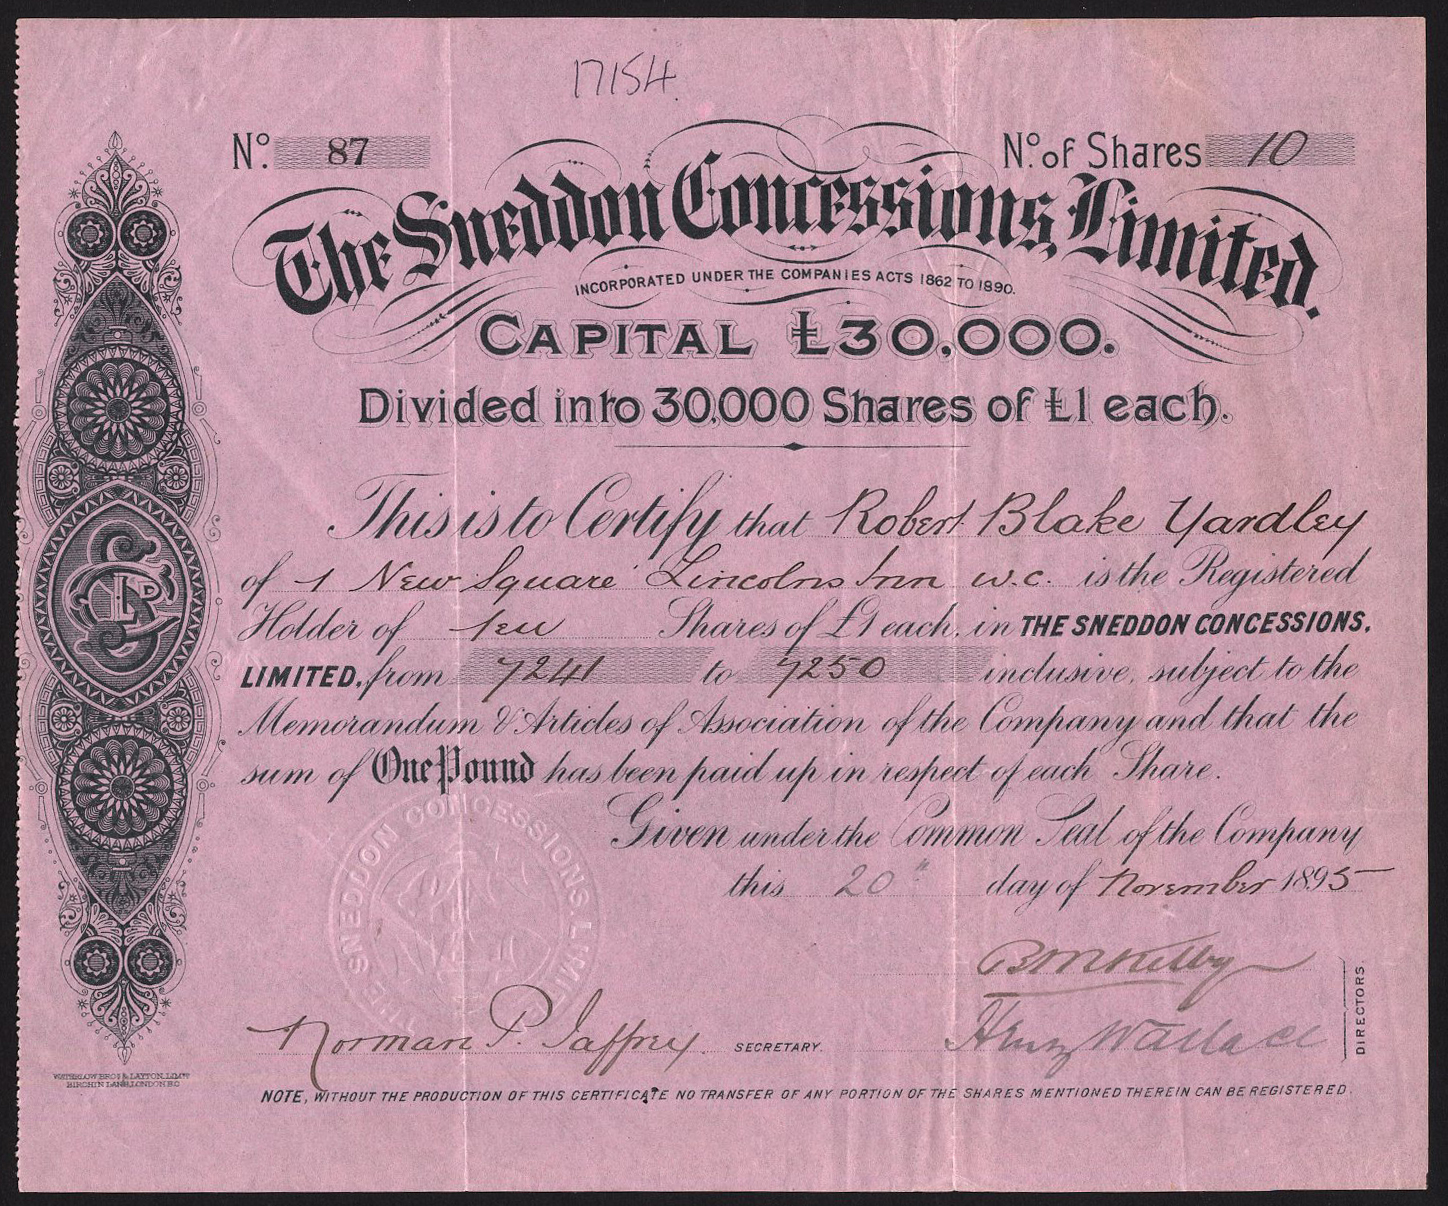 17154.
No. 87
No. of Shares 10
The Sneddon Concessions, Limited.
INCORPORATED UNDER THE COMPANIES ACTS 1862 TO 1890.
CAPITAL £30,000.
Divided into 30,000 Shares of £1 each.
This is to Certify that Robert Blake Yardley
of 1 New Square Lincolns Inn W.C. is the Registered
Holder of ten Shares of £1 each, in THE SNEDDON CONCESSIONS,
LIMITED, from 7241 to 7250 inclusive, subject to the
Memorandum & Articles of Association of the Company and that the
sum of One Pound has been paid up in respect of each Share.
Given under the Common Seal of the Company
this 20th day of November 1895
THE SNEDDON CONCESSIONS, LIMITED
DIRECTORS.
Henry Wallace
Norman P. Jaffrey. SECRETARY.
WATERLOW BROS & LAYTON, LIMTD
BIRCHIN LANE, LONDON E.C.
NOTE, WITHOUT THE PRODUCTION OF THIS CERTIFICATE NO TRANSFER OF ANY PORTION OF THE SHARES MENTIONED THEREIN CAN BE REGISTERED.